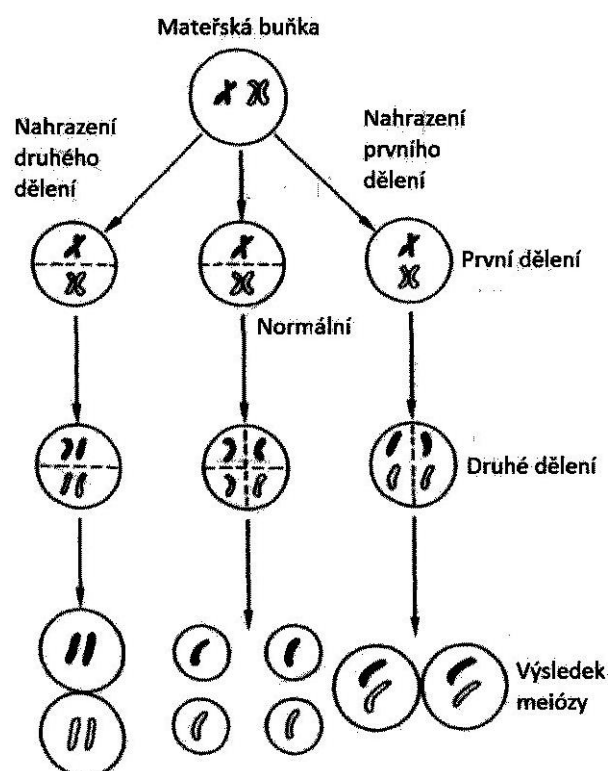 Mateřská buňka
Nahrazení
druhého
dělení
Nahrazení
prvního
dělení
První dělení
Normální
Druhé dělení
Výsledek
meiózy